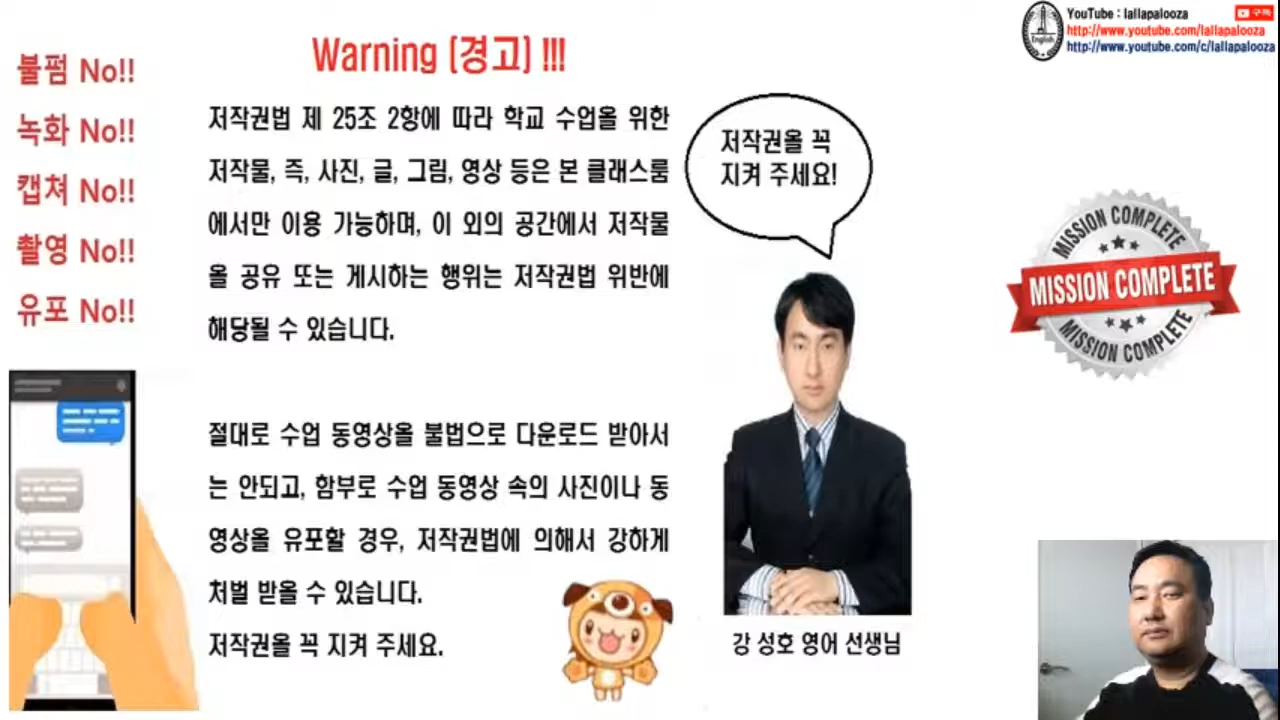 YouTube : lallapalooza
구독
http://www.youtube.com/lallapalooza
http://www.youtube.com/c/lallapalooza
English
Warning (경고) !!!
불펌 No!!
녹화 No!!
캡쳐 No!!
촬영 No!!
유포 No!!
저작권법 제 25조 2항에 따라 학교 수업을 위한
저작물, 즉, 사진, 글, 그림, 영상 등은 본 클래스룸
에서만 이용 가능하며, 이 외의 공간에서 저작물
을 공유 또는 게시하는 행위는 저작권법 위반에
해당될 수 있습니다.
절대로 수업 동영상을 불법으로 다운로드 받아서
는 안되고, 함부로 수업 동영상 속의 사진이나 동
영상을 유포할 경우, 저작권법에 의해서 강하게
처벌 받을 수 있습니다.
저작권을 꼭 지켜 주세요.
저작권을 꼭
지켜 주세요!
강 성호 영어 선생님
MISSION COMPLETE
MISSION COMPLETE
MISSION COMPLETE